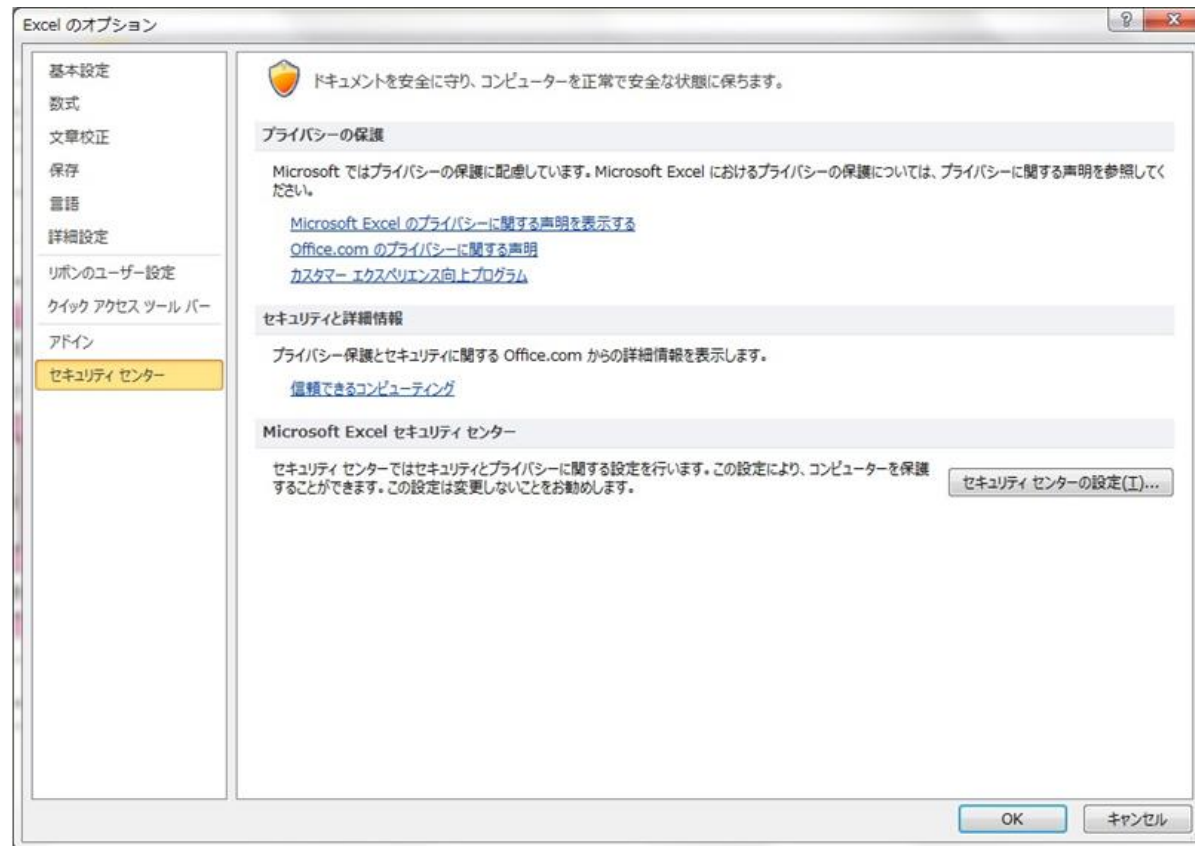 Excel のオプション
基本設定
数式
文章校正
保存
言語
詳細設定
リボンのユーザー設定
クイック アクセス ツール バー
アドイン
セキュリティ センター
ドキュメントを安全に守り、コンピューターを正常で安全な状態に保ちます。
プライバシーの保護
Microsoft ではプライバシーの保護に配慮しています。Microsoft Excel におけるプライバシーの保護については、プライバシーに関する声明を参照してく
ださい。
Microsoft Excel のプライバシーに関する声明を表示する
Office.com のプライバシーに関する声明
カスタマー エクスペリエンス向上プログラム
セキュリティと詳細情報
プライバシー保護とセキュリティに関する Office.com からの詳細情報を表示します。
信頼できるコンピューティング
Microsoft Excel セキュリティ センター
セキュリティ センターではセキュリティとプライバシーに関する設定を行います。この設定により、コンピューターを保護
することができます。この設定は変更しないことをお勧めします。
セキュリティ センターの設定(T)...
OK
キャンセル